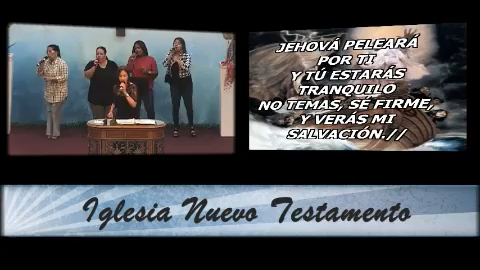 JEHOVÁ PELEARÁ
POR TI
Y TÚ ESTARÁS
TRANQUILO
NO TEMAS, SÉ FIRME,
Y VERÁS MI
SALVACIÓN.//
Iglesia Nuevo Testamento